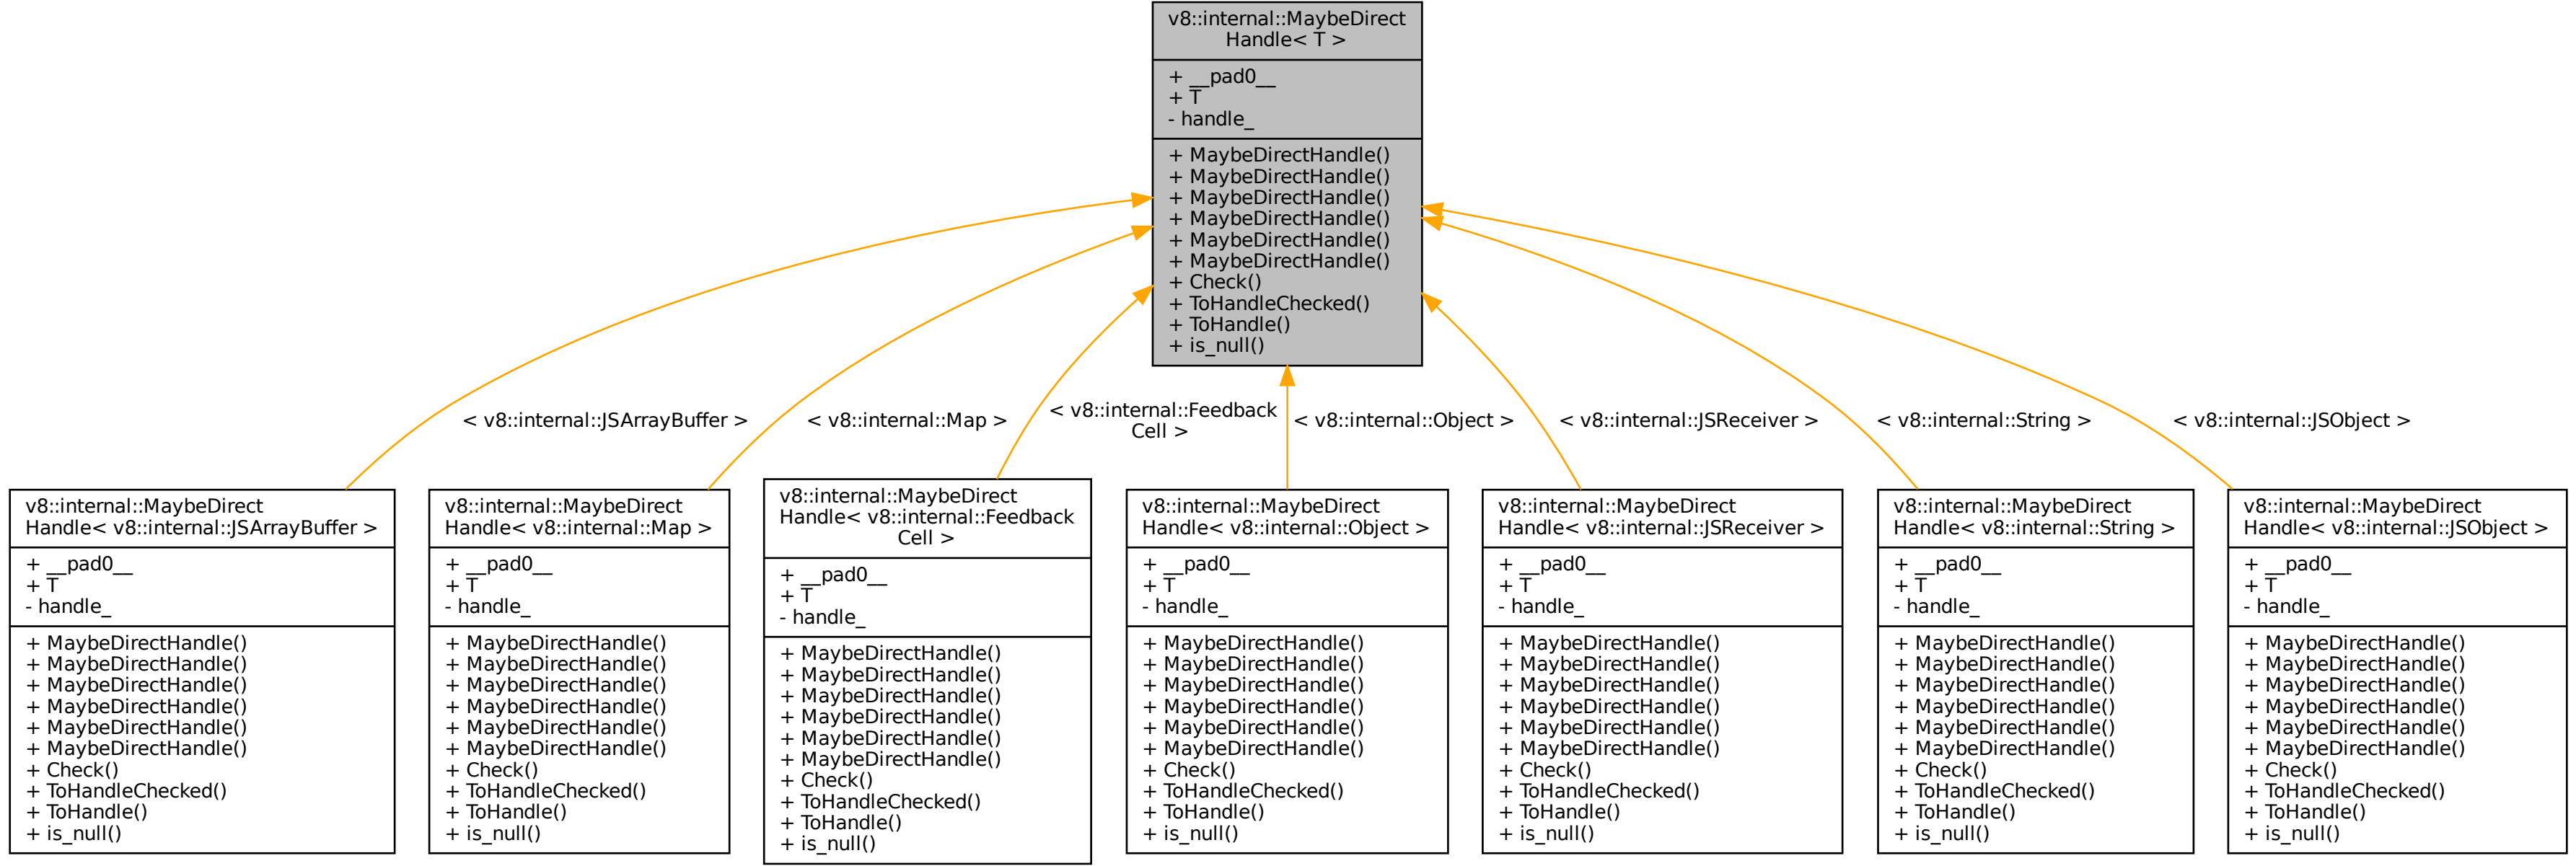 v8::internal::MaybeDirect
Handle< T >
+ __pad0__
+ T
- handle_
+ MaybeDirectHandle()
+ MaybeDirectHandle()
+ MaybeDirectHandle()
+ MaybeDirectHandle()
+ MaybeDirectHandle()
+ MaybeDirectHandle()
+ Check()
+ ToHandleChecked()
+ ToHandle()
+ is_null()
< v8::internal::JSArrayBuffer >
< v8::internal::Map >
< v8::internal::Feedback
Cell >
< v8::internal::Object >
< v8::internal::JSReceiver >
< v8::internal::String >
< v8::internal::JSObject >
v8::internal::MaybeDirect
Handle< v8::internal::JSArrayBuffer >
+ __pad0__
+ T
- handle_
+ MaybeDirectHandle()
+ MaybeDirectHandle()
+ MaybeDirectHandle()
+ MaybeDirectHandle()
+ MaybeDirectHandle()
+ MaybeDirectHandle()
+ Check()
+ ToHandleChecked()
+ ToHandle()
+ is_null()
v8::internal::MaybeDirect
Handle< v8::internal::Map >
+ __pad0__
+ T
- handle_
+ MaybeDirectHandle()
+ MaybeDirectHandle()
+ MaybeDirectHandle()
+ MaybeDirectHandle()
+ MaybeDirectHandle()
+ MaybeDirectHandle()
+ Check()
+ ToHandleChecked()
+ ToHandle()
+ is_null()
v8::internal::MaybeDirect
Handle< v8::internal::Feedback
Cell >
+ __pad0__
+ T
- handle_
+ MaybeDirectHandle()
+ MaybeDirectHandle()
+ MaybeDirectHandle()
+ MaybeDirectHandle()
+ MaybeDirectHandle()
+ MaybeDirectHandle()
+ Check()
+ ToHandleChecked()
+ ToHandle()
+ is_null()
v8::internal::MaybeDirect
Handle< v8::internal::Object >
+ __pad0__
+ T
- handle_
+ MaybeDirectHandle()
+ MaybeDirectHandle()
+ MaybeDirectHandle()
+ MaybeDirectHandle()
+ MaybeDirectHandle()
+ MaybeDirectHandle()
+ Check()
+ ToHandleChecked()
+ ToHandle()
+ is_null()
v8::internal::MaybeDirect
Handle< v8::internal::JSReceiver >
+ __pad0__
+ T
- handle_
+ MaybeDirectHandle()
+ MaybeDirectHandle()
+ MaybeDirectHandle()
+ MaybeDirectHandle()
+ MaybeDirectHandle()
+ MaybeDirectHandle()
+ Check()
+ ToHandleChecked()
+ ToHandle()
+ is_null()
v8::internal::MaybeDirect
Handle< v8::internal::String >
+ __pad0__
+ T
- handle_
+ MaybeDirectHandle()
+ MaybeDirectHandle()
+ MaybeDirectHandle()
+ MaybeDirectHandle()
+ MaybeDirectHandle()
+ MaybeDirectHandle()
+ Check()
+ ToHandleChecked()
+ ToHandle()
+ is_null()
v8::internal::MaybeDirect
Handle< v8::internal::JSObject >
+ __pad0__
+ T
- handle_
+ MaybeDirectHandle()
+ MaybeDirectHandle()
+ MaybeDirectHandle()
+ MaybeDirectHandle()
+ MaybeDirectHandle()
+ MaybeDirectHandle()
+ Check()
+ ToHandleChecked()
+ ToHandle()
+ is_null()